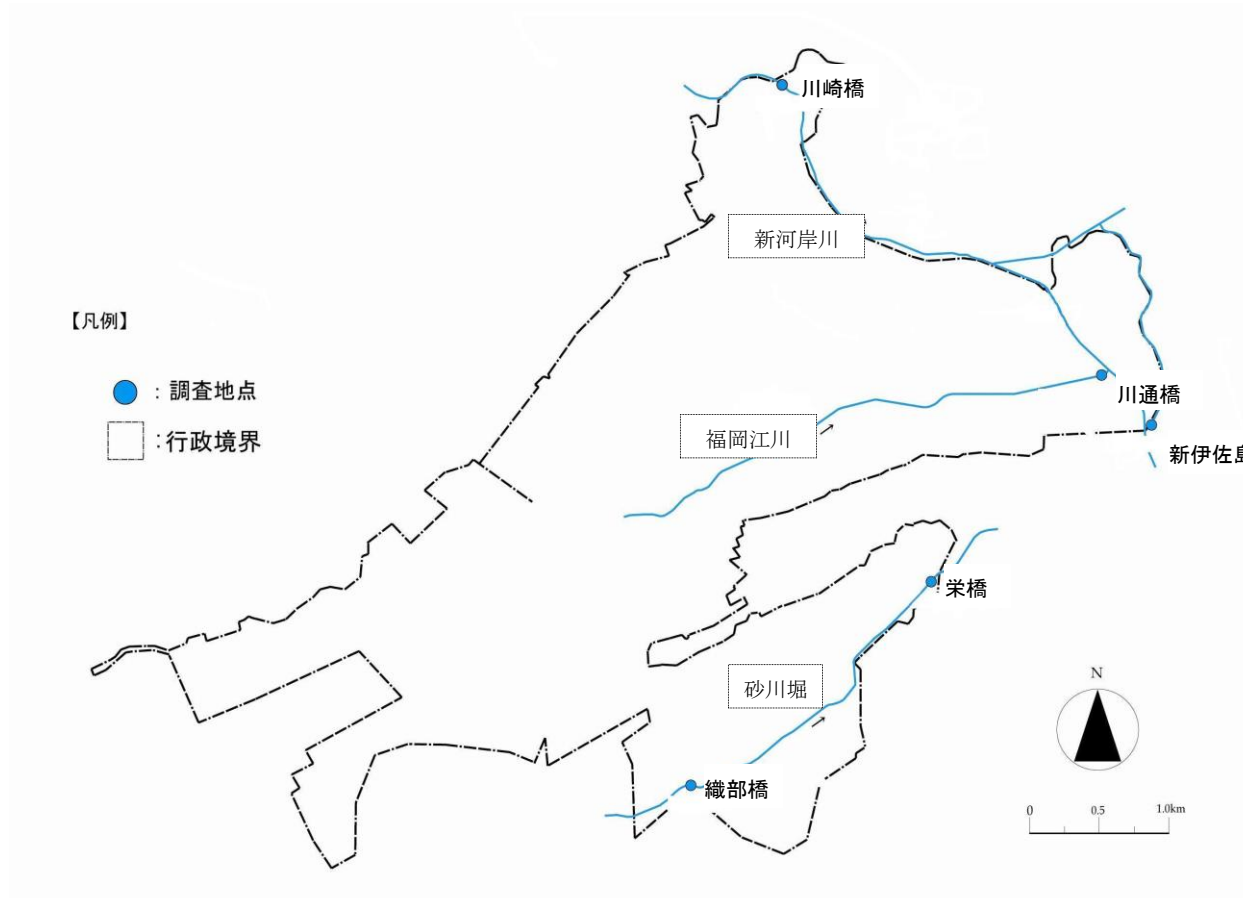 川崎橋
新河岸川
【凡例】
：調査地点
：行政境界
川通橋
福岡江川
新伊佐島
栄橋
砂川堀
織部橋
N
0 0.5 1.0km